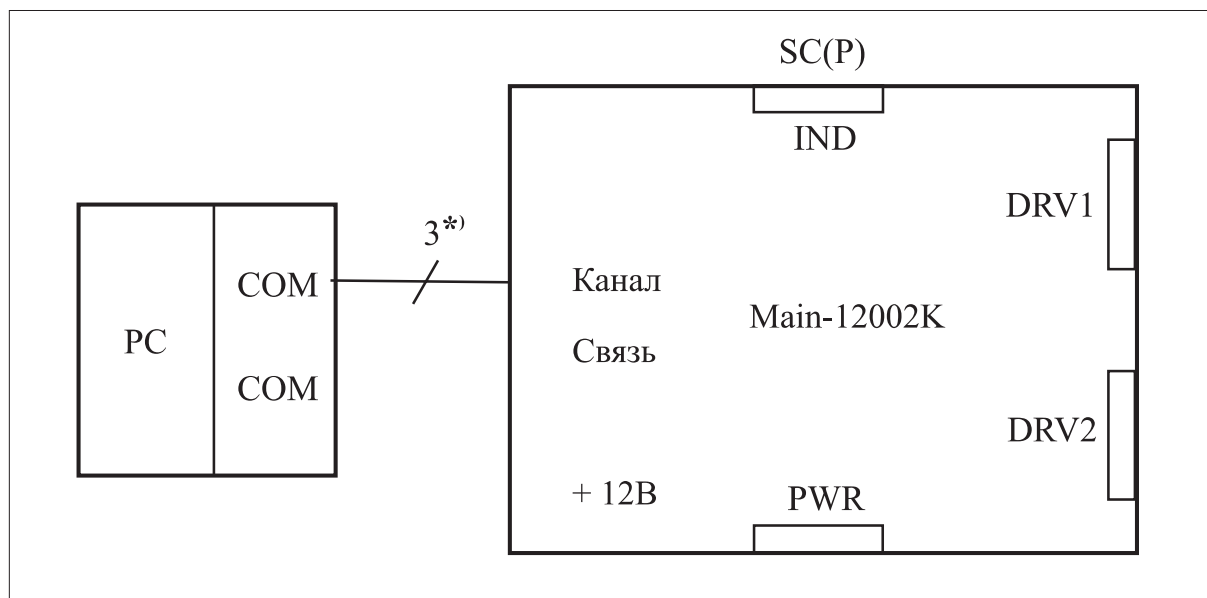 SC(P)
IND
DRV1
3*)
COM
Канал
Main-12002K
PC
Связь
COM
DRV2
+ 12В
PWR